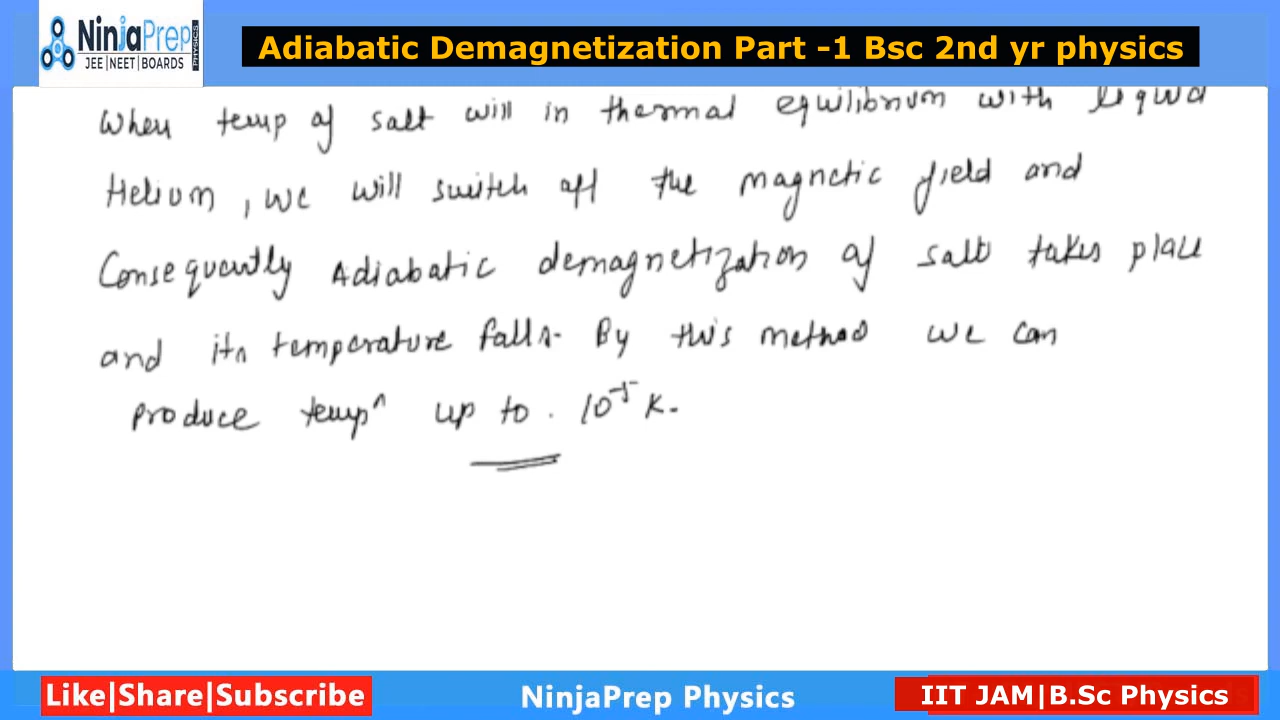 NinjaPrep
JEE|NEET|BOARDS
PHYSICS
Adiabatic Demagnetization Part -1 Bsc 2nd yr physics
When temp of salt will in thermal equilibrium with liquid
Helium, we will switch off the magnetic field and
Consequently Adiabatic demagnetization of salt takes place
and its temperature falls. By this method we can
produce tempⁿ up to. 10⁻⁵ K.
Like|Share|Subscribe
NinjaPrep Physics
IIT JAM|B.Sc Physics